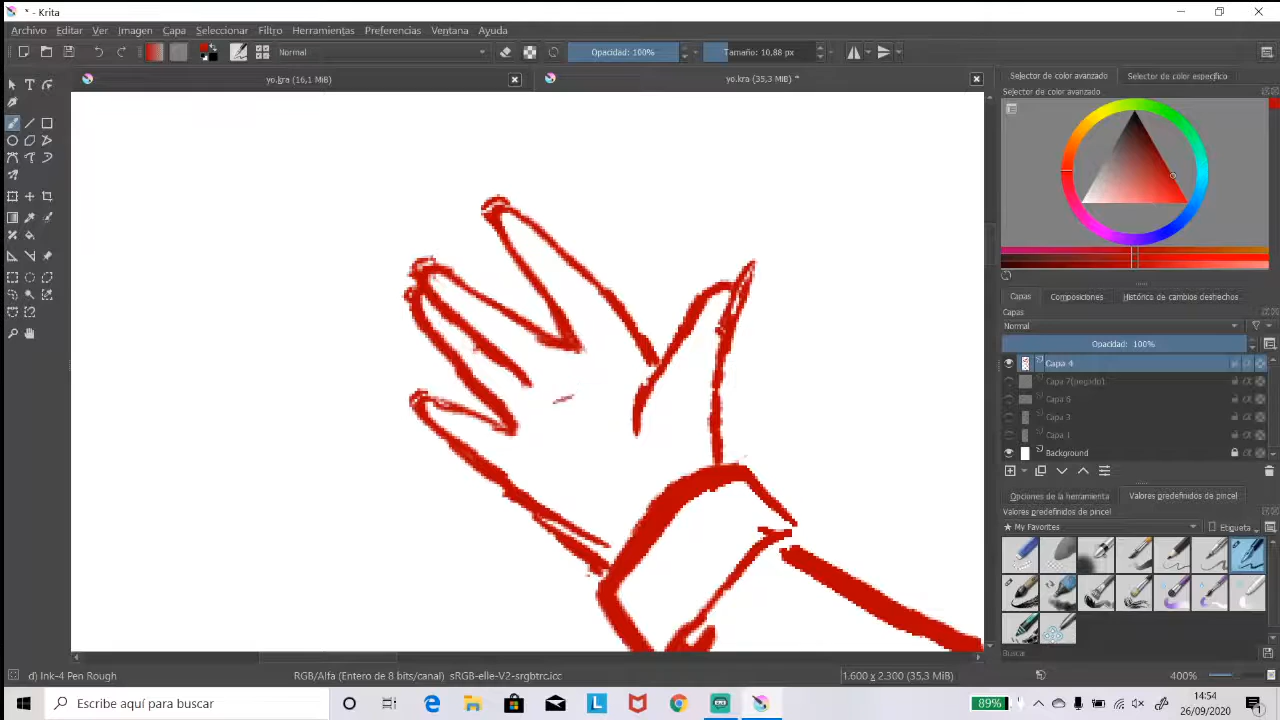 * - Krita
Archivo Editar Ver Imagen Capa Seleccionar Filtro Herramientas Preferencias Ventana Ayuda
Normal Opacidad: 100% Tamaño: 10,88 px
yo.kra (16,1 MiB) yo.kra (35,3 MiB) *
Selector de color avanzado Selector de color específico
Selector de color avanzado
Capas Composiciones Histórico de cambios deshechos
Capas
Normal
Opacidad: 100%
Capa 4
Capa 7(pegado)
Capa 6
Capa 3
Capa 1
Background
Opciones de la herramienta Valores predefinidos de pincel
Valores predefinidos de pincel
My Favorites Etiqueta
Buscar
d) Ink-4 Pen Rough RGB/Alfa (Entero de 8 bits/canal) sRGB-elle-V2-srgbtrc.icc 1.600 x 2.300 (35,3 MiB) 400%
Escribe aquí para buscar 89% 14:54
26/09/2020